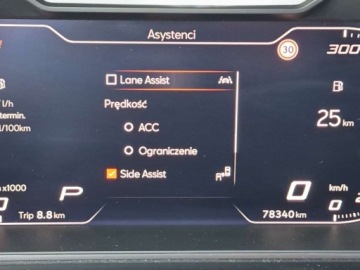 Asystenci
30
300
Lane Assist
l/h
Prędkość
termin.
l/100km
ACC
25 km
Ograniczenie
x1000
Side Assist
P
0
km/h
0
Trip 8.8 km
78340 km